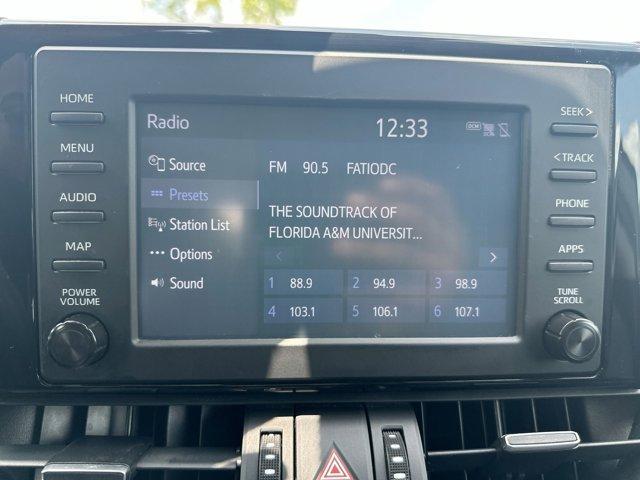 HOME
MENU
AUDIO
MAP
POWER
VOLUME
Radio
12:33
DCM
Source
Presets
Station List
Options
Sound
FM 90.5 FATIODC
THE SOUNDTRACK OF
FLORIDA A&M UNIVERSIT...
1 88.9 2 94.9 3 98.9
4 103.1 5 106.1 6 107.1
SEEK >
< TRACK
PHONE
APPS
TUNE
SCROLL